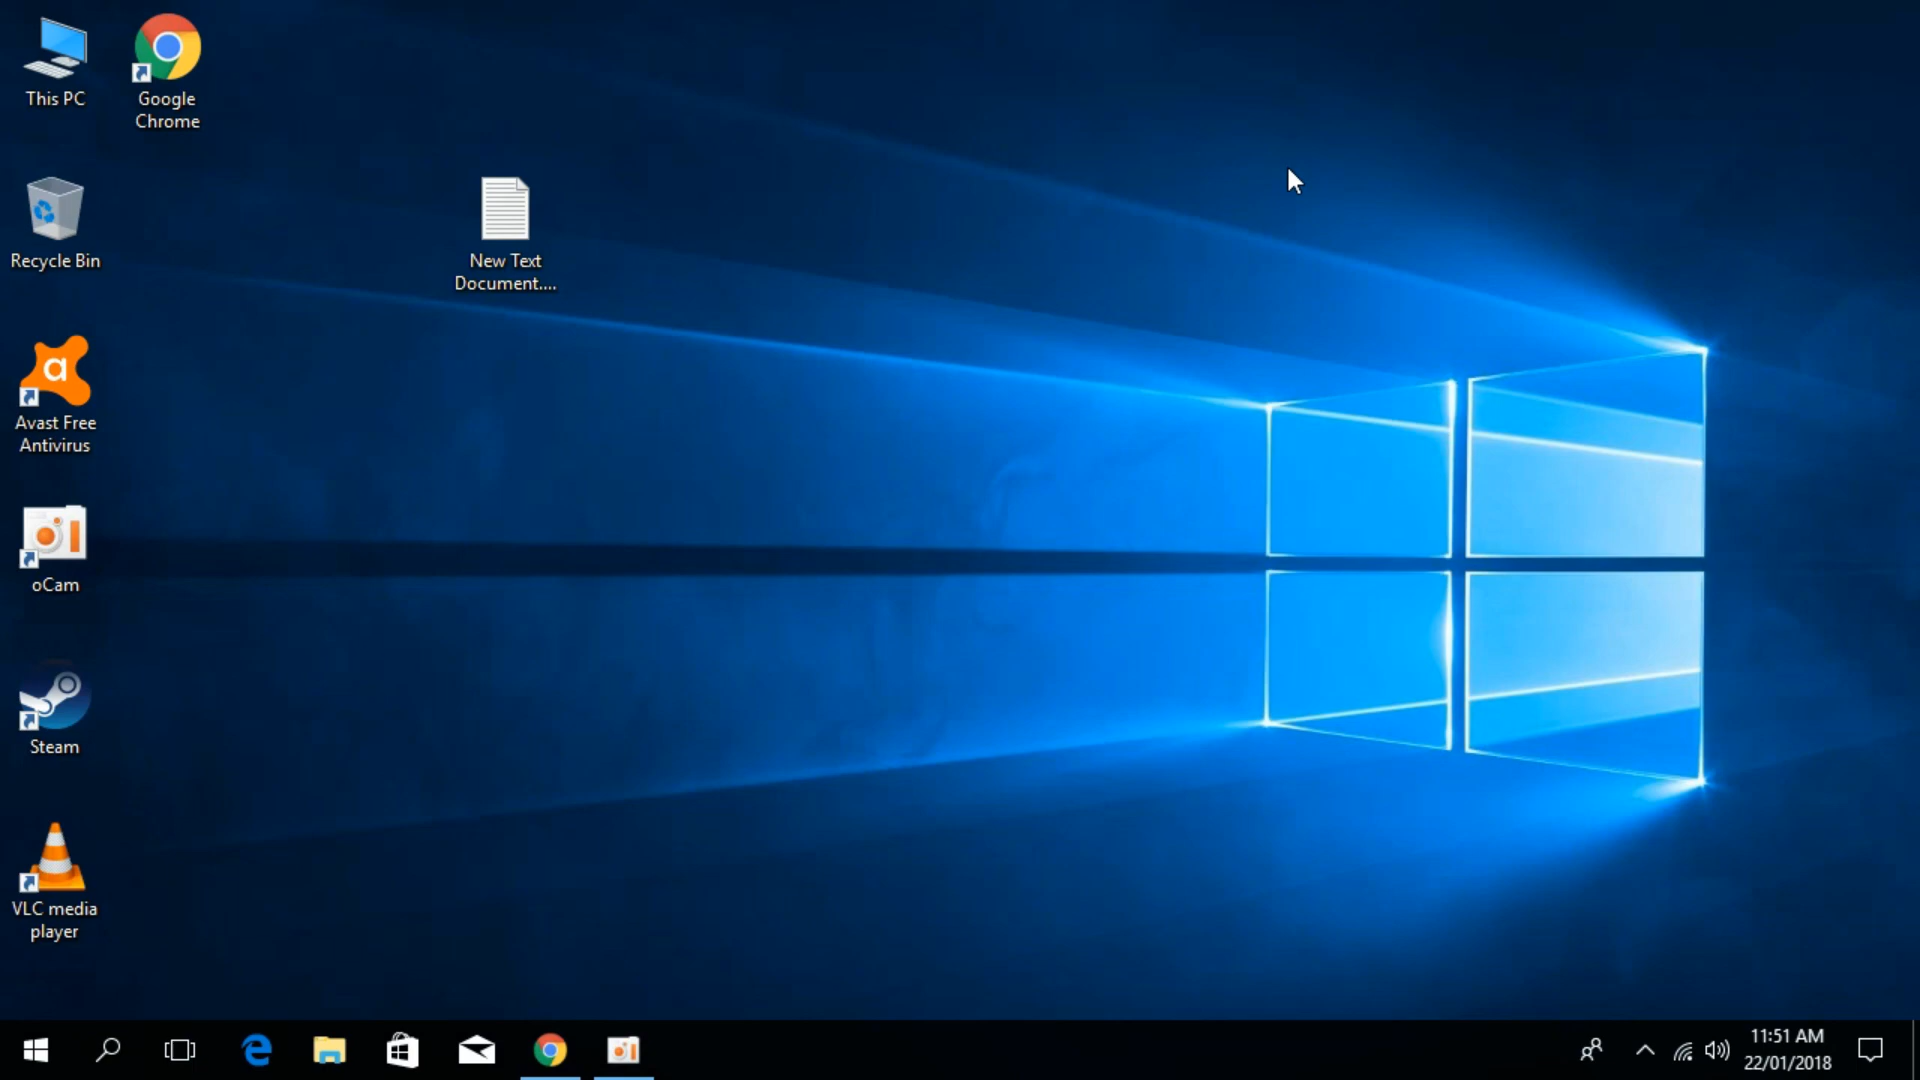 This PC
Google
Chrome
Recycle Bin
New Text
Document....
Avast Free
Antivirus
oCam
Steam
VLC media
player
11:51 AM
22/01/2018